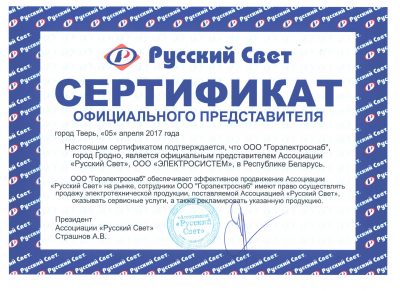 Русский Свет
СЕРТИФИКАТ
ОФИЦИАЛЬНОГО ПРЕДСТАВИТЕЛЯ
город Тверь, «05» апреля 2017 года
Настоящим сертификатом подтверждается, что ООО "Горэлектроснаб",
город Гродно, является официальным представителем Ассоциации
«Русский Свет», ООО «ЭЛЕКТРОСИСТЕМ», в Республике Беларусь.
ООО "Горэлектроснаб" обеспечивает эффективное продвижение Ассоциации
«Русский Свет» на рынке, сотрудники ООО "Горэлектроснаб" имеют право осуществлять
продажу электротехнической продукции, поставляемой Ассоциацией «Русский Свет»,
оказывать сервисные услуги, а также рекламировать указанную продукцию.
Президент
Ассоциации «Русский Свет»
Страшнов А.В.